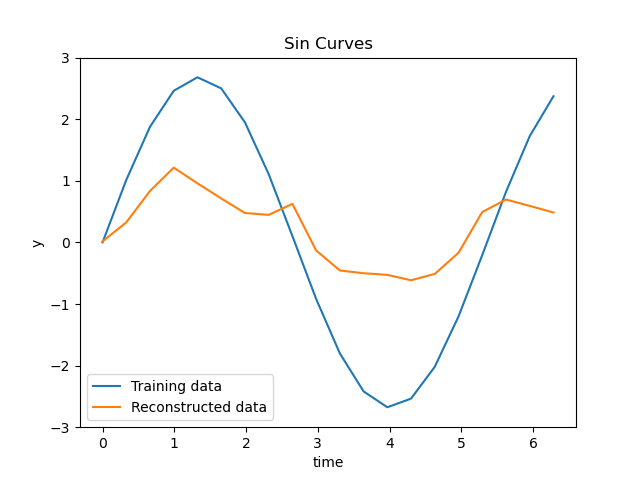 Sin Curves
3
2
1
0
−1
−2
−3
y
Training data
Reconstructed data
0 1 2 3 4 5 6
time